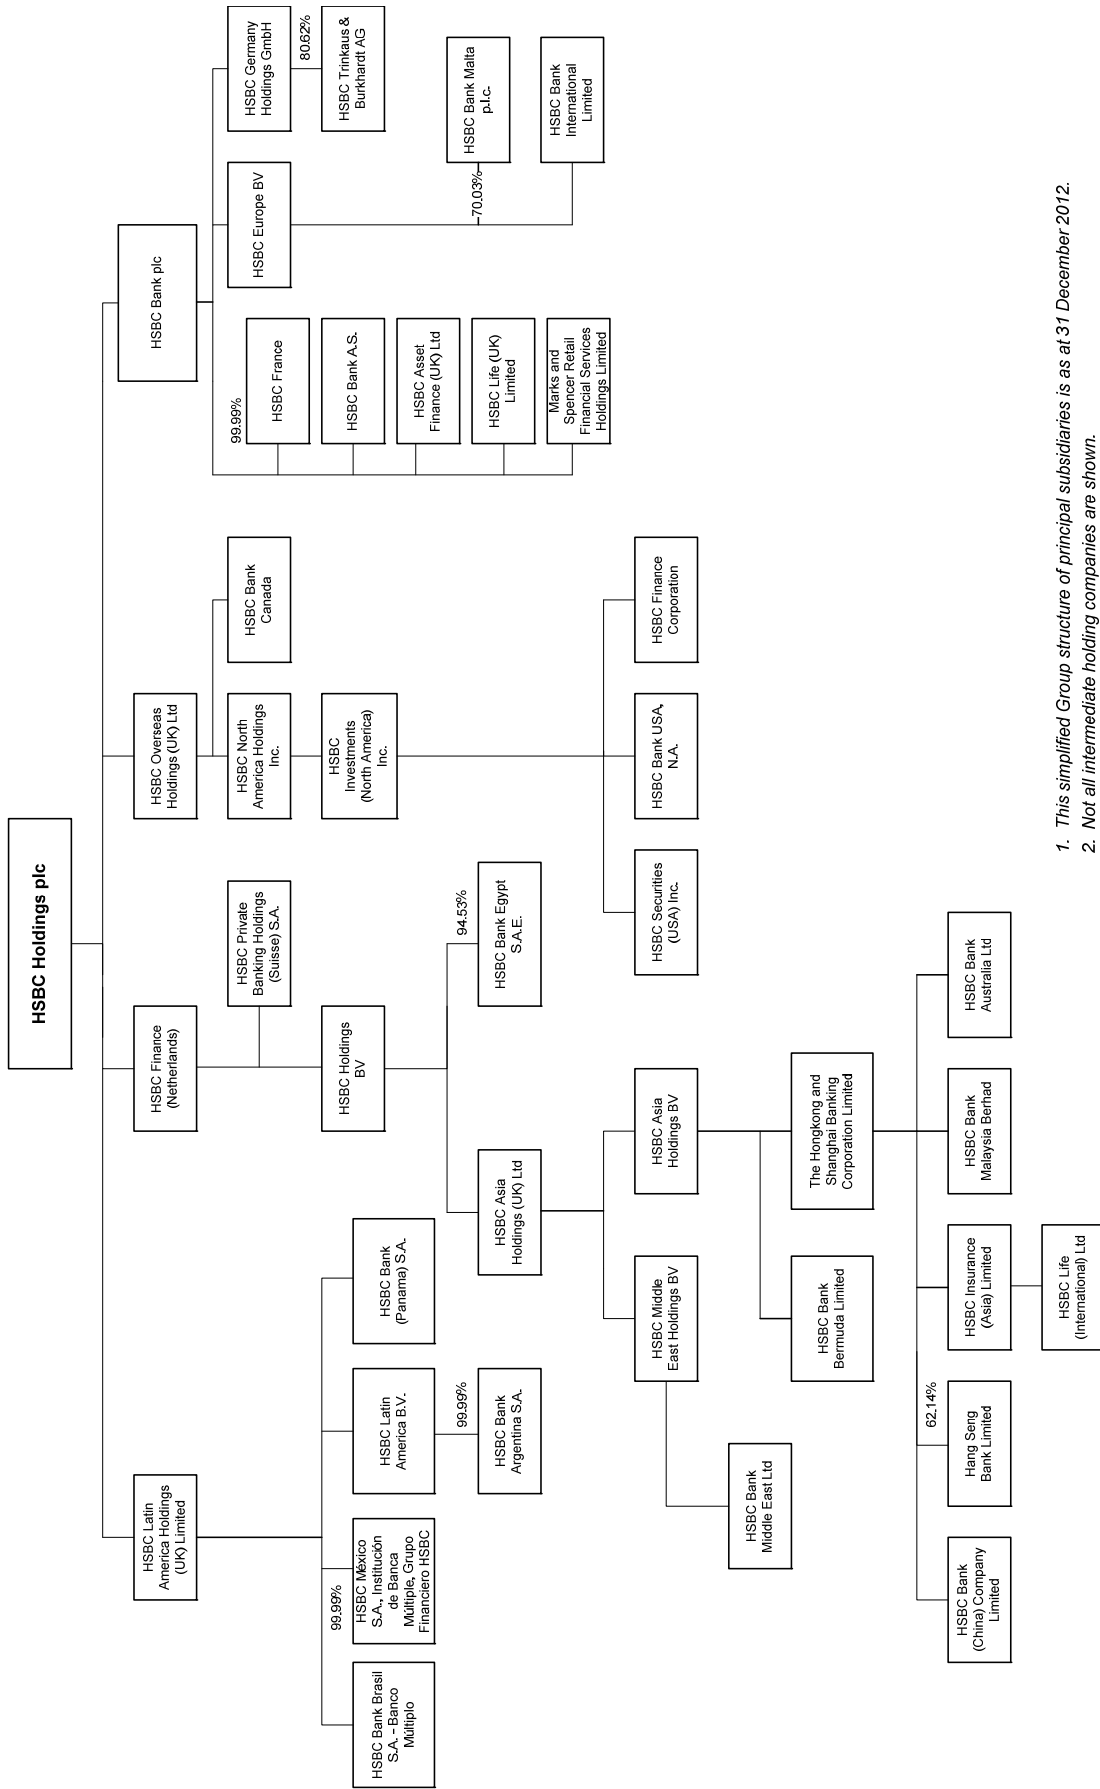 HSBC Holdings plc
HSBC Latin
America Holdings
(UK) Limited
HSBC Finance
(Netherlands)
HSBC Overseas
Holdings (UK) Ltd
HSBC Bank plc
HSBC Private
Banking Holdings
(Suisse) S.A.
HSBC North
America Holdings
Inc.
HSBC Bank
Canada
HSBC Europe BV
HSBC Germany
Holdings GmbH
80.62%
HSBC Trinkaus &
Burkhardt AG
99.99%
HSBC France
HSBC Bank A.S.
HSBC Asset
Finance (UK) Ltd
HSBC Life (UK)
Limited
Marks and
Spencer Retail
Financial Services
Holdings Limited
70.03%
HSBC Bank Malta
p.l.c.
HSBC Bank
International
Limited
HSBC Holdings
BV
HSBC
Investments
(North America)
Inc.
HSBC Bank Brasil
S.A. – Banco
Múltiplo
99.99%
HSBC México
S.A., Institución
de Banca
Múltiple, Grupo
Financiero HSBC
HSBC Latin
America B.V.
HSBC Bank
(Panama) S.A.
99.99%
HSBC Bank
Argentina S.A.
HSBC Asia
Holdings (UK) Ltd
94.53%
HSBC Bank Egypt
S.A.E.
HSBC Middle
East Holdings BV
HSBC Asia
Holdings BV
HSBC Securities
(USA) Inc.
HSBC Bank USA,
N.A.
HSBC Finance
Corporation
HSBC Bank
Middle East Ltd
HSBC Bank
Bermuda Limited
The Hongkong and
Shanghai Banking
Corporation Limited
HSBC Bank
(China) Company
Limited
62.14%
Hang Seng
Bank Limited
HSBC Insurance
(Asia) Limited
HSBC Bank
Malaysia Berhad
HSBC Bank
Australia Ltd
HSBC Life
(International) Ltd
1. This simplified Group structure of principal subsidiaries is as at 31 December 2012.
2. Not all intermediate holding companies are shown.